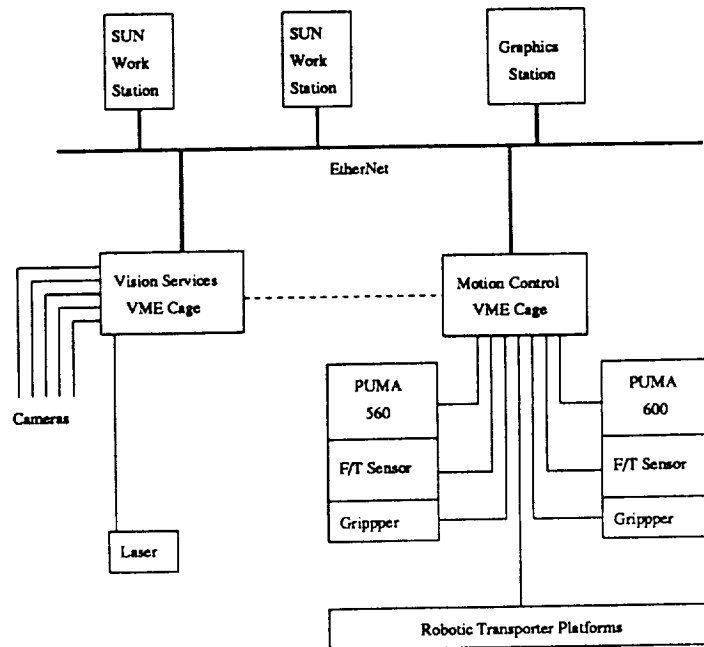 SUN
Work
Station
SUN
Work
Station
Graphics
Station
EtherNet
Vision Services
VME Cage
Motion Control
VME Cage
Cameras
PUMA
560
F/T Sensor
Grippper
PUMA
600
F/T Sensor
Grippper
Laser
Robotic Transporter Platforms